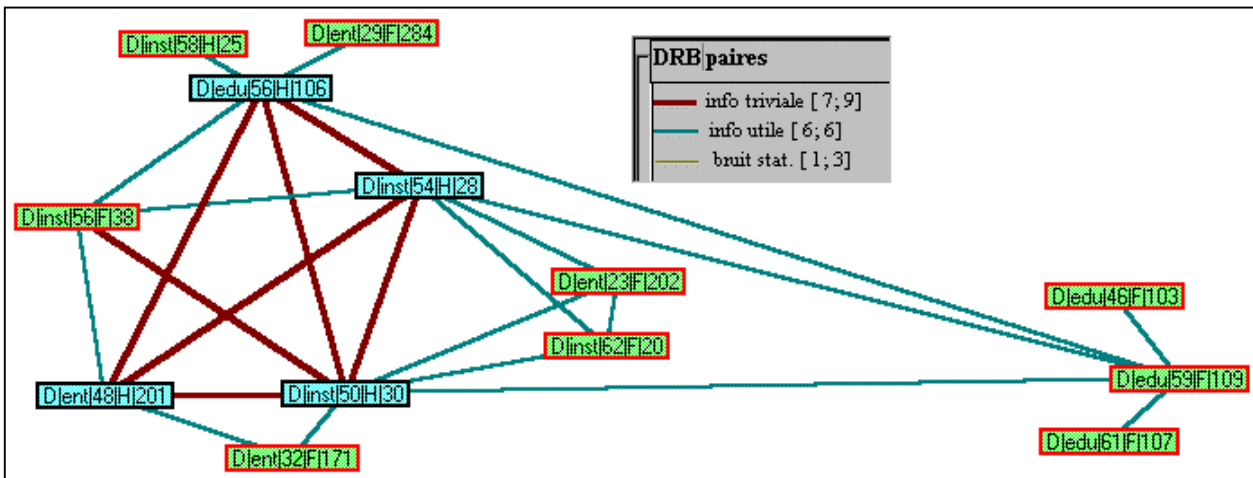 D|inst|58|H|25
D|ent|29|F|284
D|edu|56|H|106
DRB paires
info triviale [ 7; 9]
info utile [ 6; 6]
bruit stat. [ 1; 3]
D|inst|54|H|28
D|inst|56|F|38
D|ent|23|F|202
D|edu|46|F|103
D|inst|62|F|20
D|edu|59|F|109
D|ent|48|H|201
D|inst|50|H|30
D|edu|61|F|107
D|ent|32|F|171